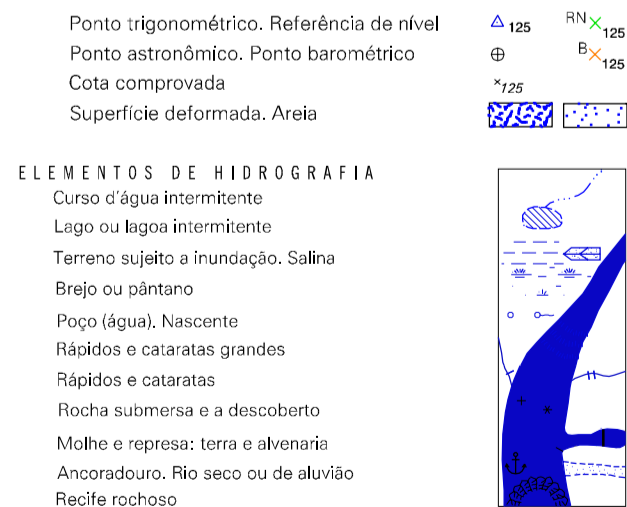 Ponto trigonométrico. Referência de nível △ 125 RN × 125
Ponto astronômico. Ponto barométrico ⊕ B × 125
Cota comprovada × 125
Superfície deformada. Areia
ELEMENTOS DE HIDROGRAFIA
Curso d'água intermitente
Lago ou lagoa intermitente
Terreno sujeito a inundação. Salina
Brejo ou pântano
Poço (água). Nascente
Rápidos e cataratas grandes
Rápidos e cataratas
Rocha submersa e a descoberto
Molhe e represa: terra e alvenaria
Ancoradouro. Rio seco ou de aluvião
Recife rochoso